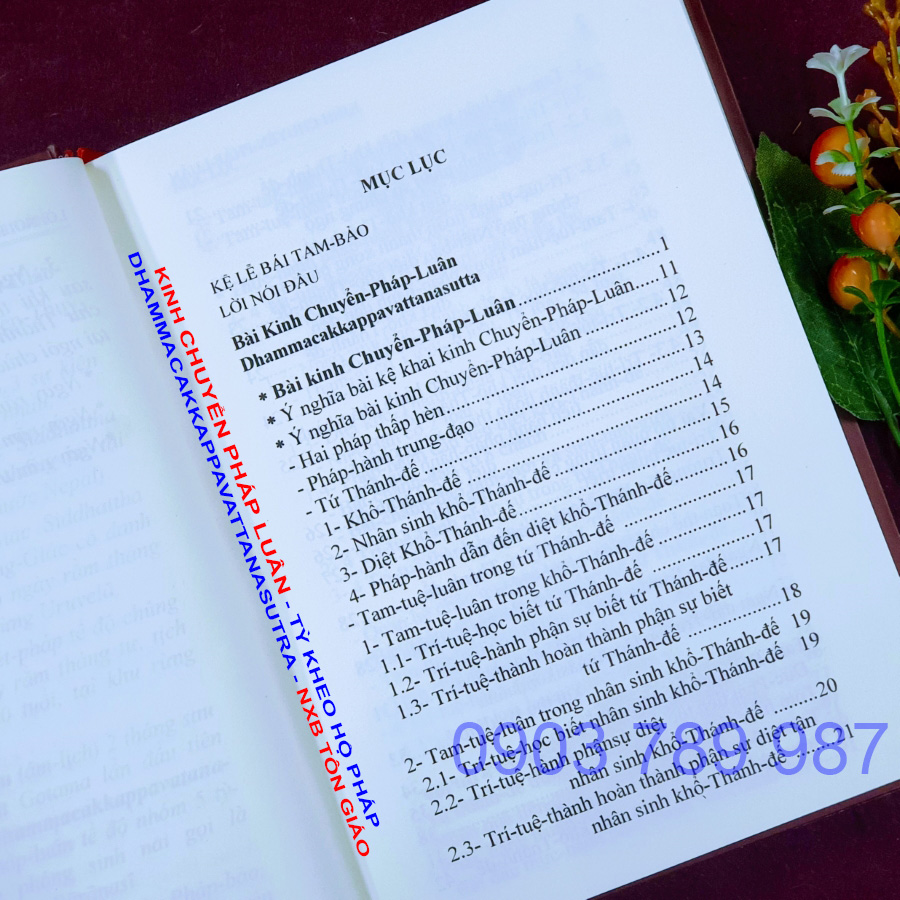 MỤC LỤC
KỆ LỄ BÁI TAM-BẢO
LỜI NÓI ĐẦU
Bài Kinh Chuyển-Pháp-Luân
Dhammacakkappavattanasutta
* Bài kinh Chuyển-Pháp-Luân ........ 1
* Ý nghĩa bài kệ khai kinh Chuyển-Pháp-Luân..... 11
* Ý nghĩa bài kinh Chuyển-Pháp-Luân ........ 12
- Hai pháp thấp hèn........ 12
- Pháp-hành trung-đạo ........ 13
- Tứ Thánh-đế ........ 14
1- Khổ-Thánh-đế ........ 14
2- Nhân sinh khổ-Thánh-đế ........ 15
3- Diệt Khổ-Thánh-đế ........ 16
4- Pháp-hành dẫn đến diệt khổ-Thánh-đế........ 16
- Tam-tuệ-luân trong tứ Thánh-đế ........ 17
1- Tam-tuệ-luân trong khổ-Thánh-đế ........ 17
1.1- Trí-tuệ-học biết tứ Thánh-đế ........ 17
1.2- Trí-tuệ-hành phận sự biết tứ Thánh-đế...... 17
1.3- Trí-tuệ-thành hoàn thành phận sự biết
tứ Thánh-đế ........ 18
2- Tam-tuệ-luân trong nhân sinh khổ-Thánh-đế 19
2.1- Trí-tuệ-học biết nhân sinh khổ-Thánh-đế 19
2.2- Trí-tuệ-hành phận sự diệt
nhân sinh khổ-Thánh-đế ........ 20
2.3- Trí-tuệ-thành hoàn thành phận sự diệt tận
nhân sinh khổ-Thánh-đế ........ 21
KINH CHUYỂN PHÁP LUÂN - TỲ KHEO HỘ PHÁP
DHAMMACAKKAPPAVATTANASUTRA - NXB TÔN GIÁO
0903 789 987